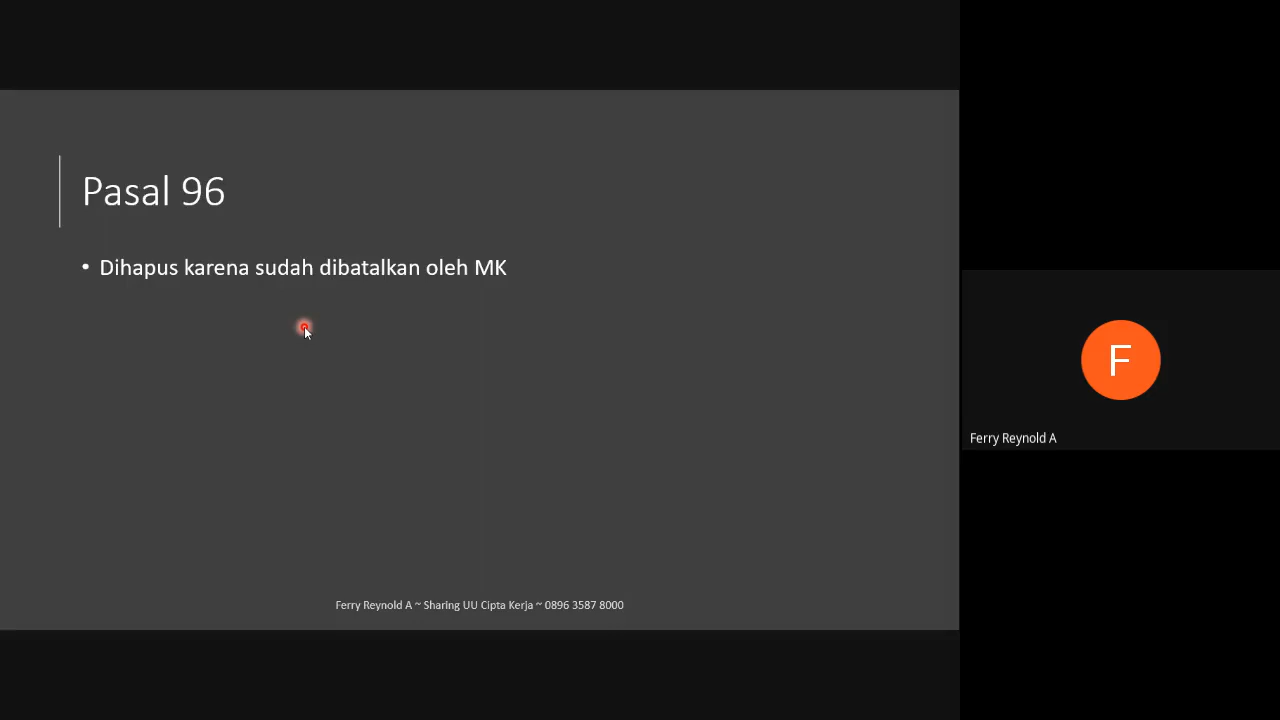 Pasal 96
• Dihapus karena sudah dibatalkan oleh MK
F
Ferry Reynold A
Ferry Reynold A ~ Sharing UU Cipta Kerja ~ 0896 3587 8000